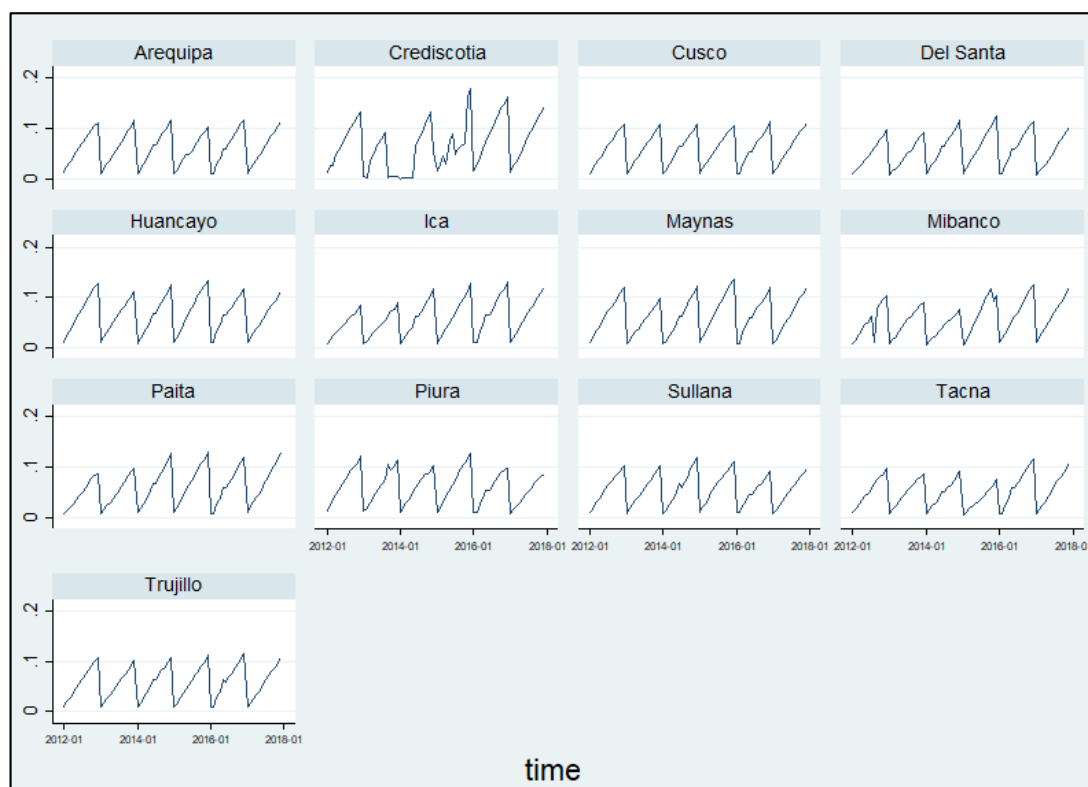 Arequipa Crediscotia Cusco Del Santa
.2
.1
0
Huancayo Ica Maynas Mibanco
.2
.1
0
Paita Piura Sullana Tacna
.2
.1
0
2012-01 2014-01 2016-01 2018-01 2012-01 2014-01 2016-01 2018-01 2012-01 2014-01 2016-01 2018-01
Trujillo
.2
.1
0
2012-01 2014-01 2016-01 2018-01
time